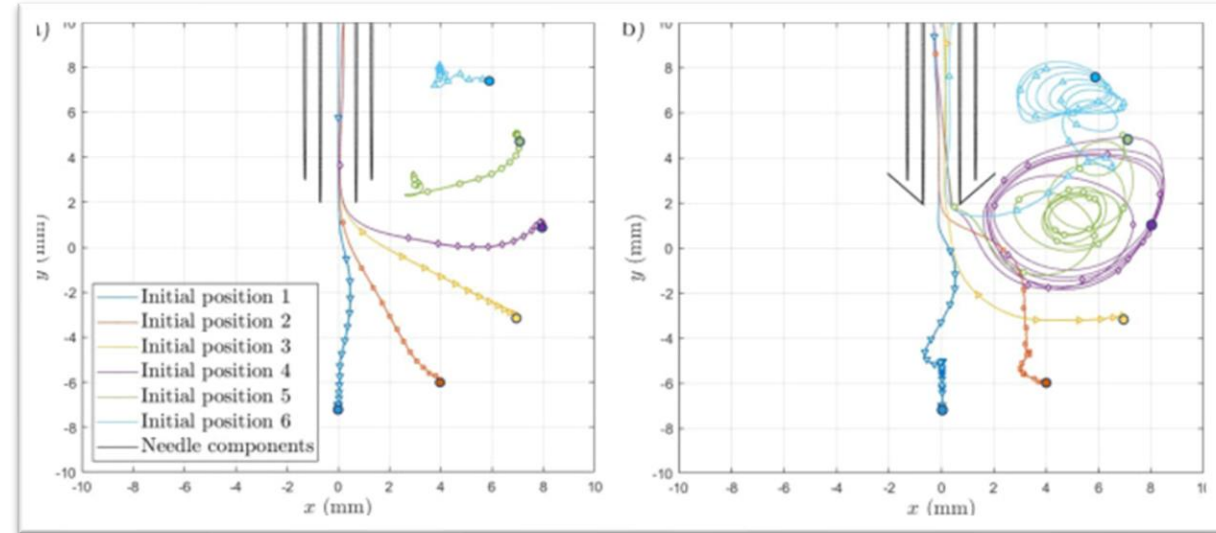 b)
8
6
4
2
0
-2
-4
-6
-8
-10
y (mm)
Initial position 1
Initial position 2
Initial position 3
Initial position 4
Initial position 5
Initial position 6
Needle components
-10 -8 -6 -4 -2 0 2 4 6 8 10
x (mm)
8
6
4
2
0
-2
-4
-6
-8
-10
y (mm)
-10 -8 -6 -4 -2 0 2 4 6 8
x (mm)